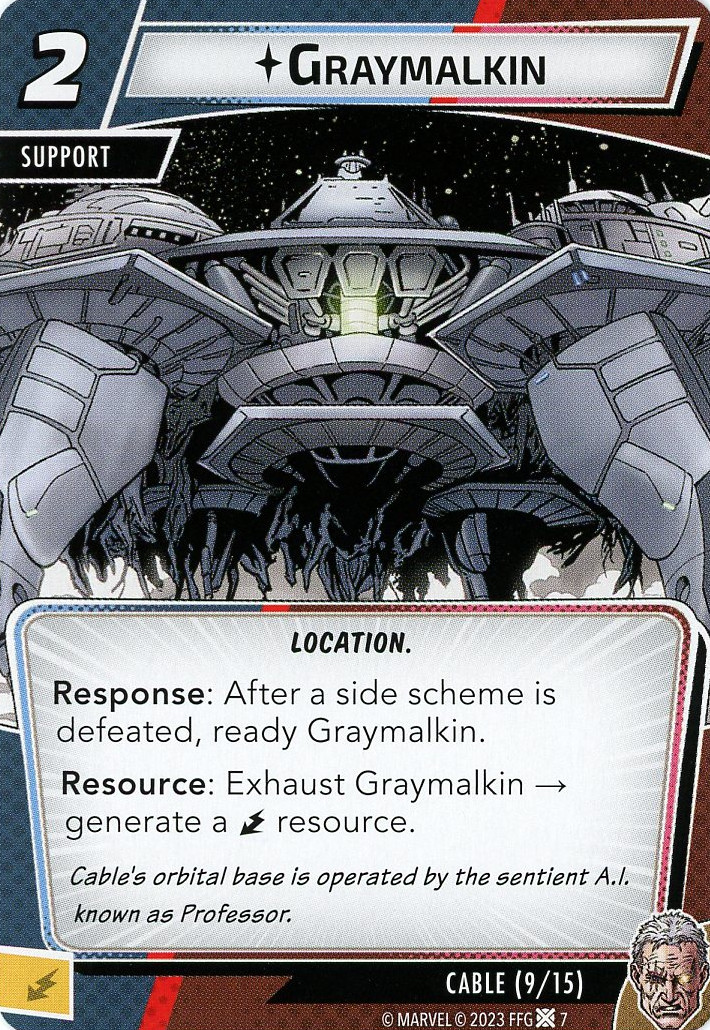 2
GRAYMALKIN
SUPPORT
LOCATION.
Response: After a side scheme is
defeated, ready Graymalkin.
Resource: Exhaust Graymalkin →
generate a resource.
Cable's orbital base is operated by the sentient A.I.
known as Professor.
CABLE (9/15)
© MARVEL © 2023 FFG 7